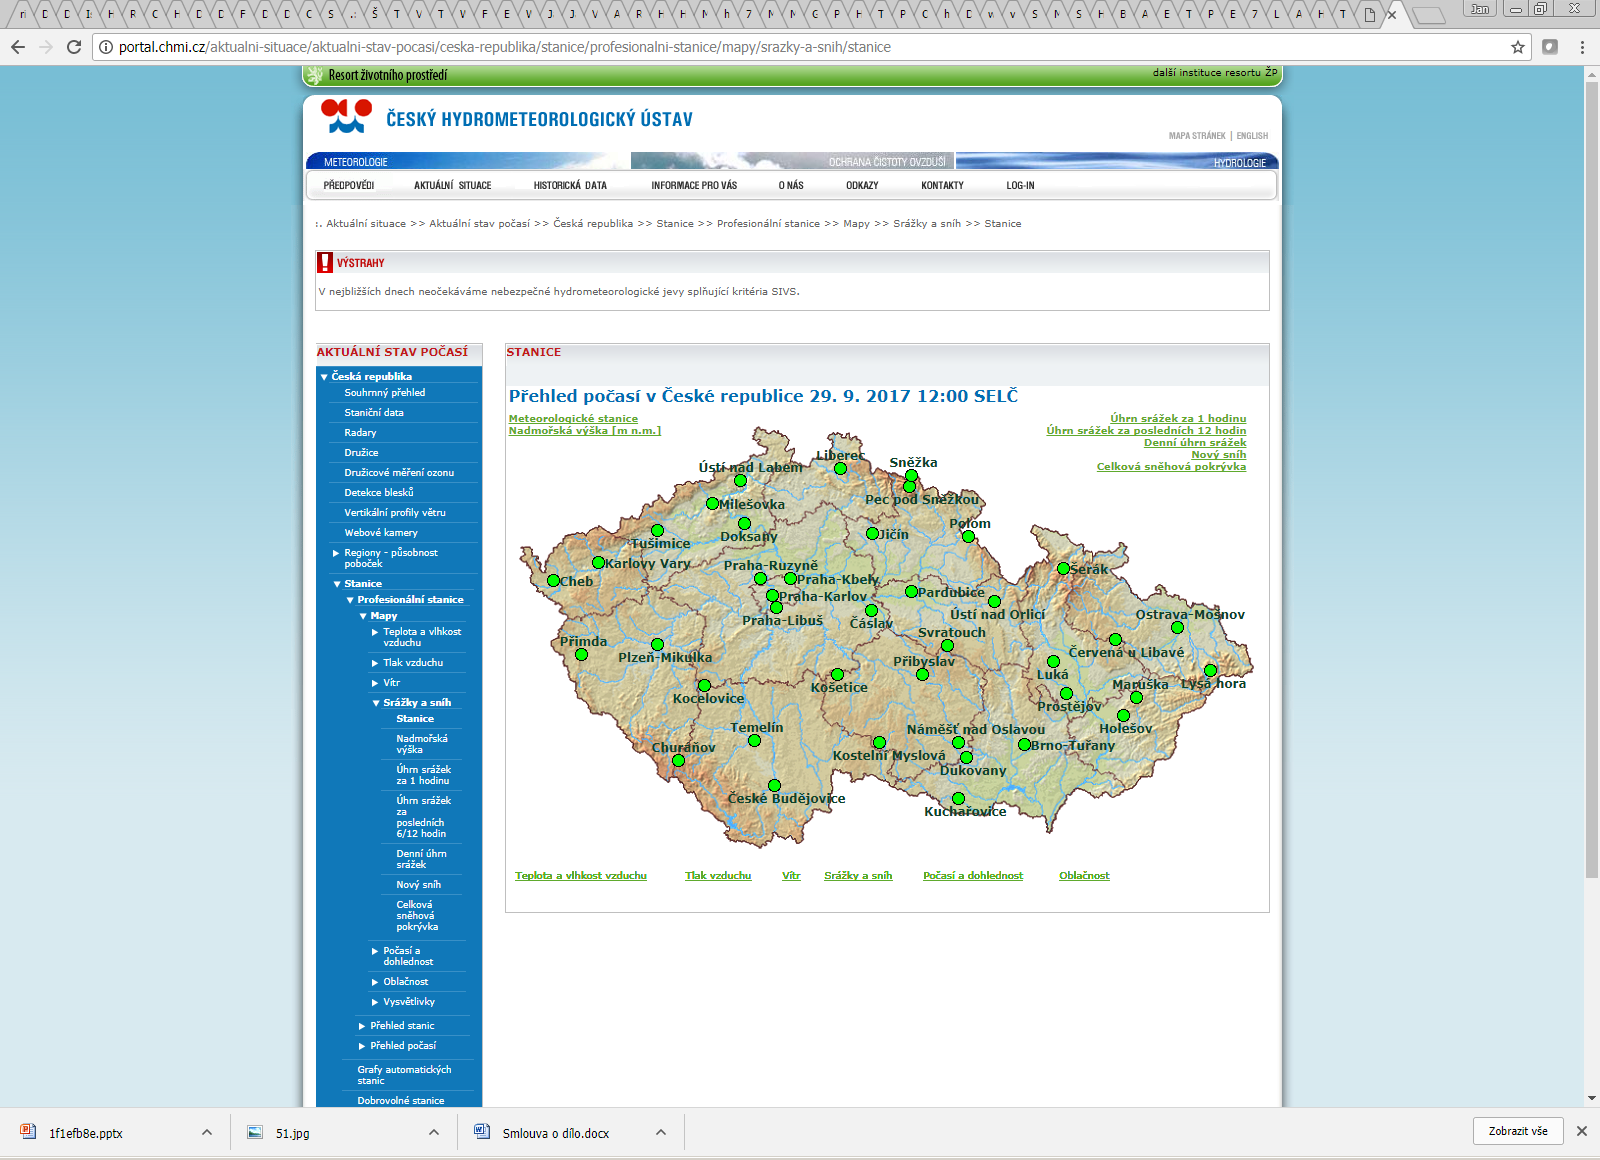 Jan
portal.chmi.cz/aktualni-situace/aktualni-stav-pocasi/ceska-republika/stanice/profesionalni-stanice/mapy/srazky-a-snih/stanice
Resort životního prostředí
další instituce resortu ŽP
ČESKÝ HYDROMETEOROLOGICKÝ ÚSTAV
MAPA STRÁNEK | ENGLISH
METEOROLOGIE
OCHRANA ČISTOTY OVZDUŠÍ
HYDROLOGIE
PŘEDPOVĚDI AKTUÁLNÍ SITUACE HISTORICKÁ DATA INFORMACE PRO VÁS O NÁS ODKAZY KONTAKTY LOG-IN
:. Aktuální situace >> Aktuální stav počasí >> Česká republika >> Stanice >> Profesionální stanice >> Mapy >> Srážky a sníh >> Stanice
VÝSTRAHY
V nejbližších dnech neočekáváme nebezpečné hydrometeorologické jevy splňující kritéria SIVS.
AKTUÁLNÍ STAV POČASÍ
Česká republika
Souhrnný přehled
Staniční data
Radary
Družice
Družicové měření ozonu
Detekce blesků
Vertikální profily větru
Webové kamery
Regiony - působnost
poboček
Stanice
Profesionální stanice
Mapy
Teplota a vlhkost
vzduchu
Tlak vzduchu
Vítr
Srážky a sníh
Stanice
Nadmořská
výška
Úhrn srážek
za 1 hodinu
Úhrn srážek
za
posledních
6/12 hodin
Denní úhrn
srážek
Nový sníh
Celková
sněhová
pokrývka
Počasí a
dohlednost
Oblačnost
Vysvětlivky
Přehled stanic
Přehled počasí
Grafy automatických
stanic
Dobrovolné stanice
STANICE
Přehled počasí v České republice 29. 9. 2017 12:00 SELČ
Meteorologické stanice
Nadmořská výška [m n.m.]
Úhrn srážek za 1 hodinu
Úhrn srážek za posledních 12 hodin
Denní úhrn srážek
Nový sníh
Celková sněhová pokrývka
Liberec
Sněžka
Ústí nad Labem
Pec pod Sněžkou
Milešovka
Polom
Doksany
Jičín
Tušimice
Karlovy Vary
Praha-Ruzyně
Šerák
Cheb
Praha-Kbely
Pardubice
Praha-Karlov
Ústí nad Orlicí
Ostrava-Mošnov
Praha-Libuš
Čáslav
Svratouch
Přimda
Červená u Libavé
Plzeň-Mikulka
Přibyslav
Luká
Košetice
Maruška
Lysá hora
Kocelovice
Prostějov
Temelín
Náměšť nad Oslavou
Holešov
Churáňov
Brno-Tuřany
Kostelní Myslová
Dukovany
České Budějovice
Kuchařovice
Teplota a vlhkost vzduchu Tlak vzduchu Vítr Srážky a sníh Počasí a dohlednost Oblačnost
1f1efb8e.pptx
51.jpg
Smlouva o dílo.docx
Zobrazit vše